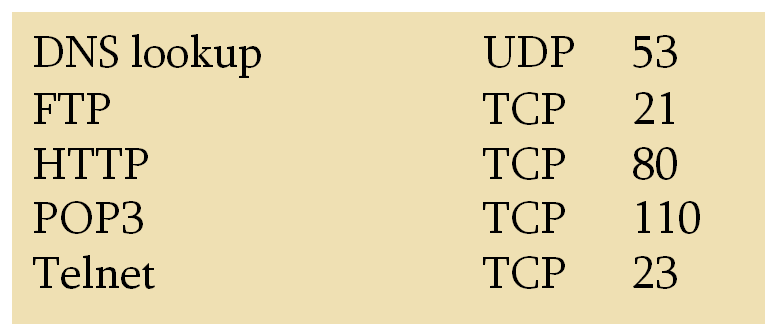 DNS lookup UDP 53
FTP TCP 21
HTTP TCP 80
POP3 TCP 110
Telnet TCP 23